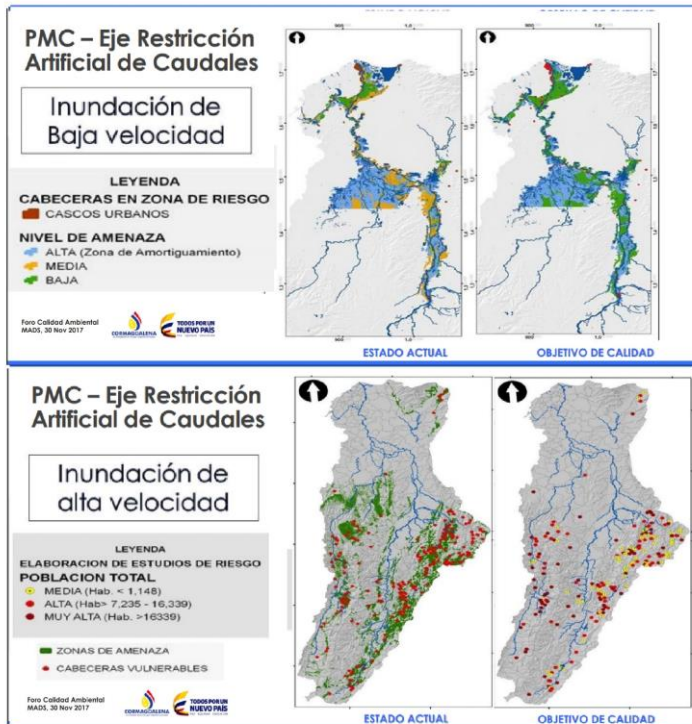 PMC – Eje Restricción
Artificial de Caudales
Inundación de
Baja velocidad
LEYENDA
CABECERAS EN ZONA DE RIESGO
CASCOS URBANOS
NIVEL DE AMENAZA
ALTA (Zona de Amortiguamiento)
MEDIA
BAJA
Foro Calidad Ambiental
MADS, 30 Nov 2017
CORMAGDALENA
TODOS POR UN
NUEVO PAÍS
ESTADO ACTUAL
OBJETIVO DE CALIDAD
PMC – Eje Restricción
Artificial de Caudales
Inundación de
alta velocidad
LEYENDA
ELABORACION DE ESTUDIOS DE RIESGO
POBLACION TOTAL
MEDIA (Hab. < 1,148)
ALTA (Hab> 7,235 - 16,339)
MUY ALTA (Hab. >16339)
ZONAS DE AMENAZA
CABECERAS VULNERABLES
Foro Calidad Ambiental
MADS, 30 Nov 2017
CORMAGDALENA
TODOS POR UN
NUEVO PAÍS
ESTADO ACTUAL
OBJETIVO DE CALIDAD